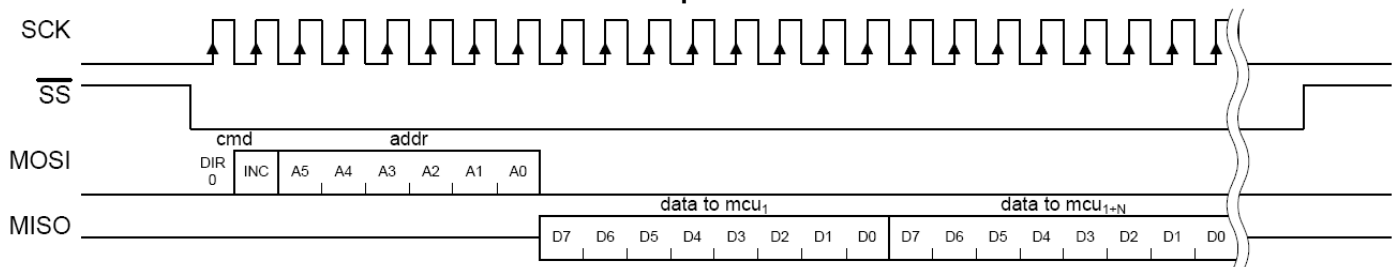 SCK
SS
cmd addr
MOSI DIR 0 INC A5 A4 A3 A2 A1 A0
data to mcu1 data to mcu1+N
MISO D7 D6 D5 D4 D3 D2 D1 D0 D7 D6 D5 D4 D3 D2 D1 D0